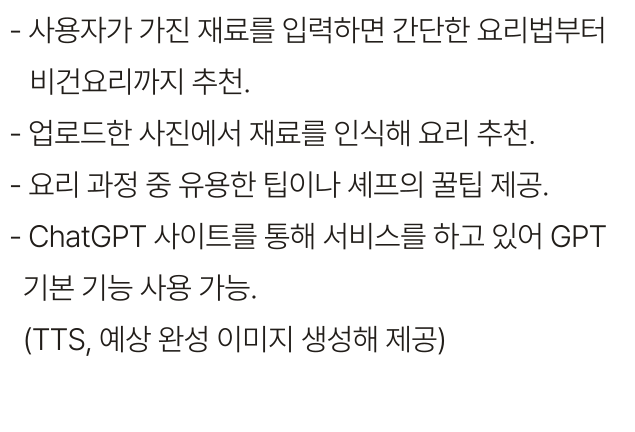 - 사용자가 가진 재료를 입력하면 간단한 요리법부터
비건요리까지 추천.
- 업로드한 사진에서 재료를 인식해 요리 추천.
- 요리 과정 중 유용한 팁이나 셰프의 꿀팁 제공.
- ChatGPT 사이트를 통해 서비스를 하고 있어 GPT
기본 기능 사용 가능.
(TTS, 예상 완성 이미지 생성해 제공)